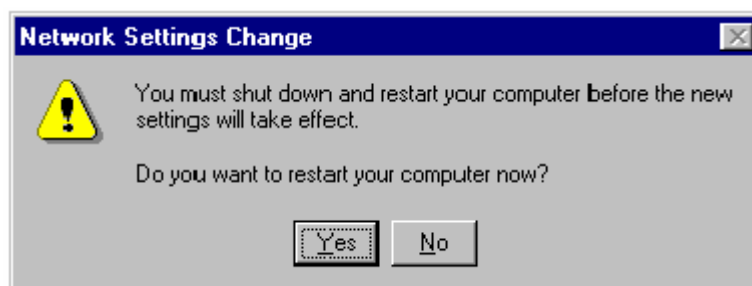 Network Settings Change
You must shut down and restart your computer before the new
settings will take effect.
Do you want to restart your computer now?
Yes
No